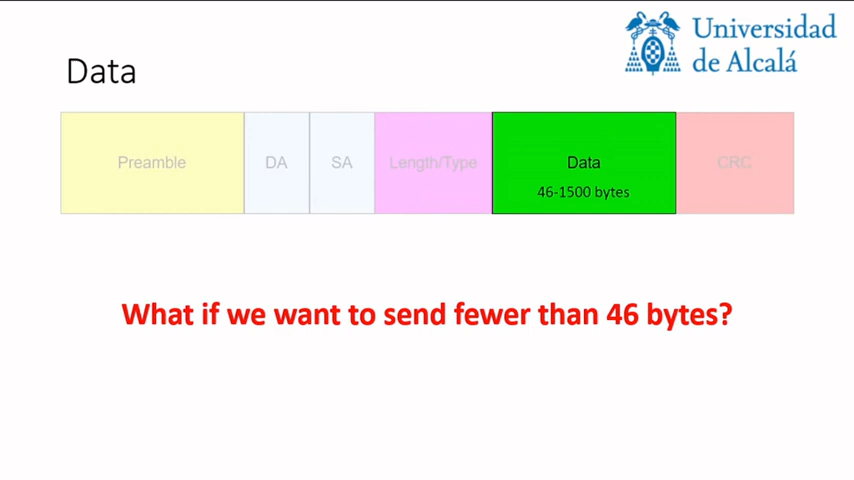 Universidad
de Alcalá
Data
Preamble
DA
SA
Length/Type
Data
CRC
46-1500 bytes
What if we want to send fewer than 46 bytes?